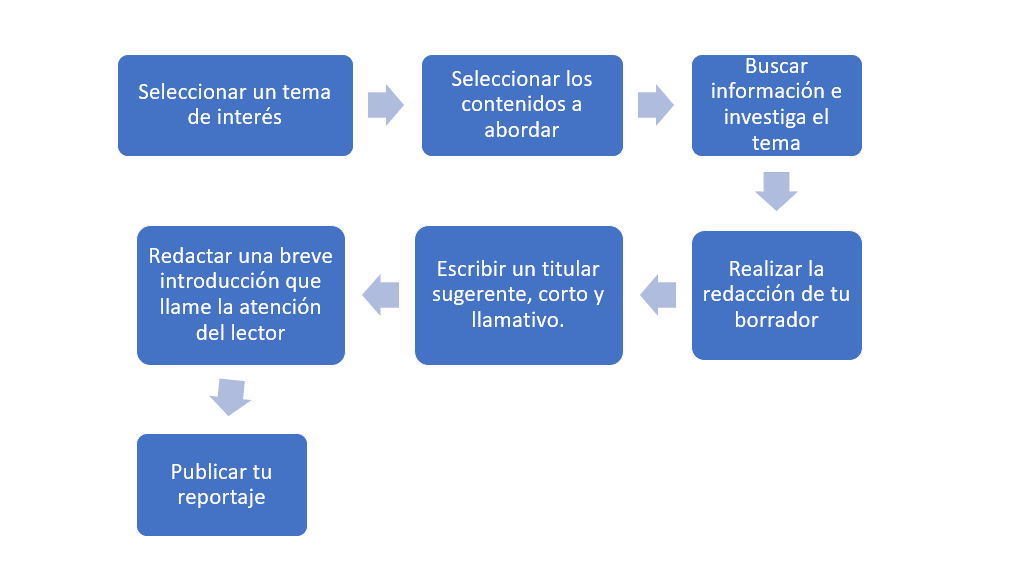 Seleccionar un tema
de interés
Seleccionar los
contenidos a
abordar
Buscar
información e
investiga el
tema
Realizar la
redacción de tu
borrador
Escribir un titular
sugerente, corto y
llamativo.
Redactar una breve
introducción que
llame la atención
del lector
Publicar tu
reportaje